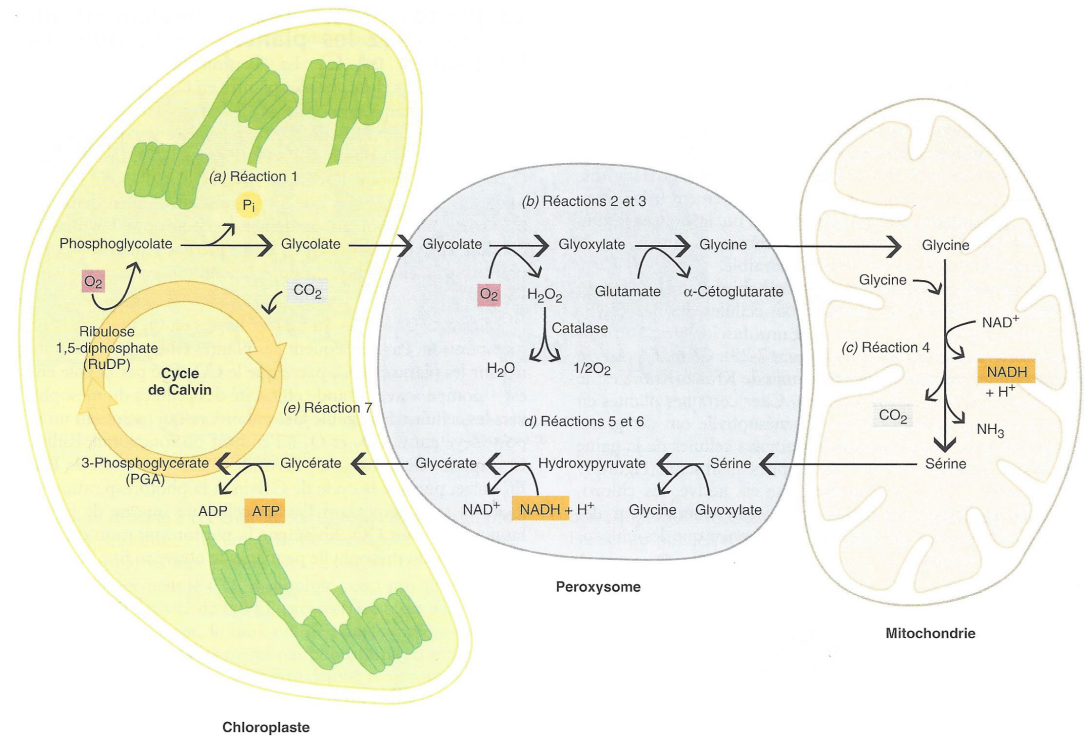 (a) Réaction 1
Pi
Phosphoglycolate
Glycolate
O2
CO2
Ribulose
1,5-diphosphate
(RuDP)
Cycle
de Calvin
(e) Réaction 7
3-Phosphoglycérate
(PGA)
Glycérate
ADP
ATP
Chloroplaste
(b) Réactions 2 et 3
Glycolate
Glyoxylate
Glycine
O2
H2O2
Glutamate
α-Cétoglutarate
Catalase
H2O
1/2O2
d) Réactions 5 et 6
Glycérate
Hydroxypyruvate
Sérine
NAD+
NADH + H+
Glycine
Glyoxylate
Peroxysome
Glycine
Glycine
NAD+
(c) Réaction 4
NADH
+ H+
CO2
NH3
Sérine
Mitochondrie